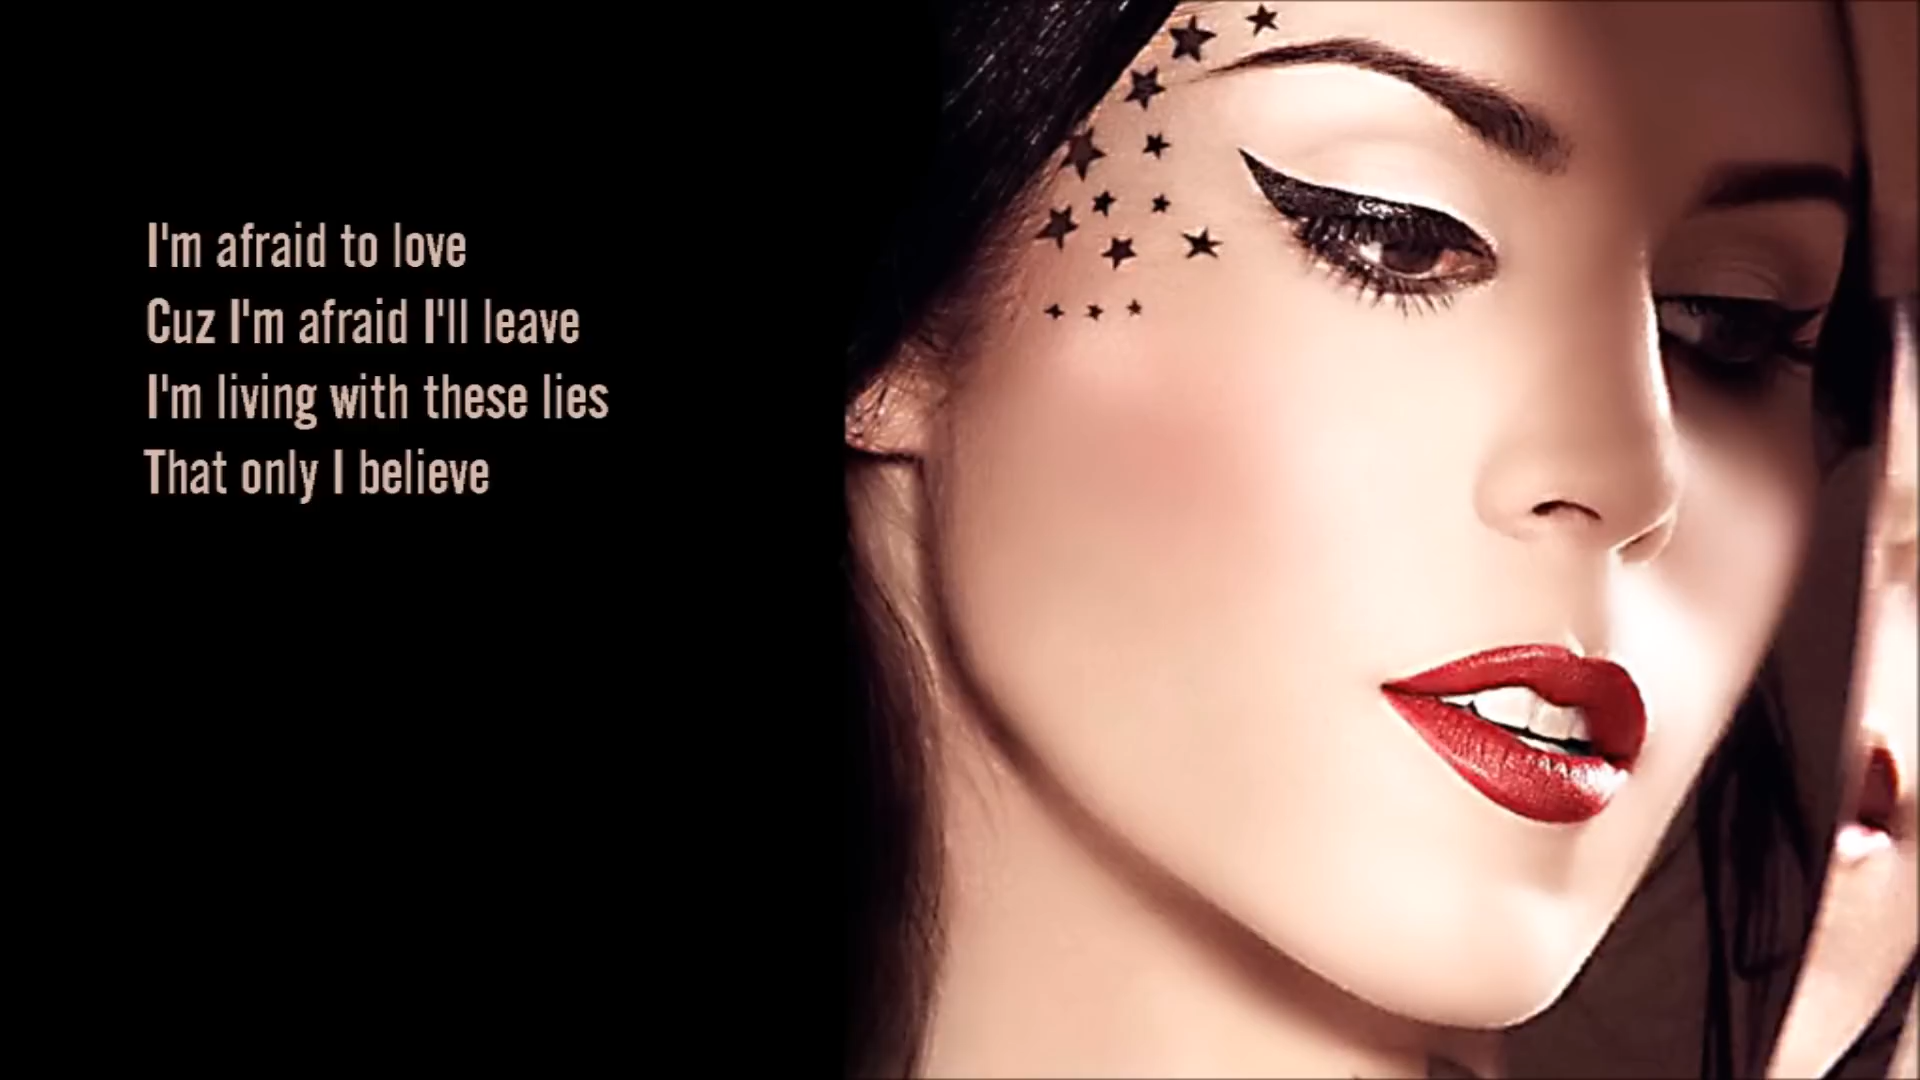 I'm afraid to love
Cuz I'm afraid I'll leave
I'm living with these lies
That only I believe